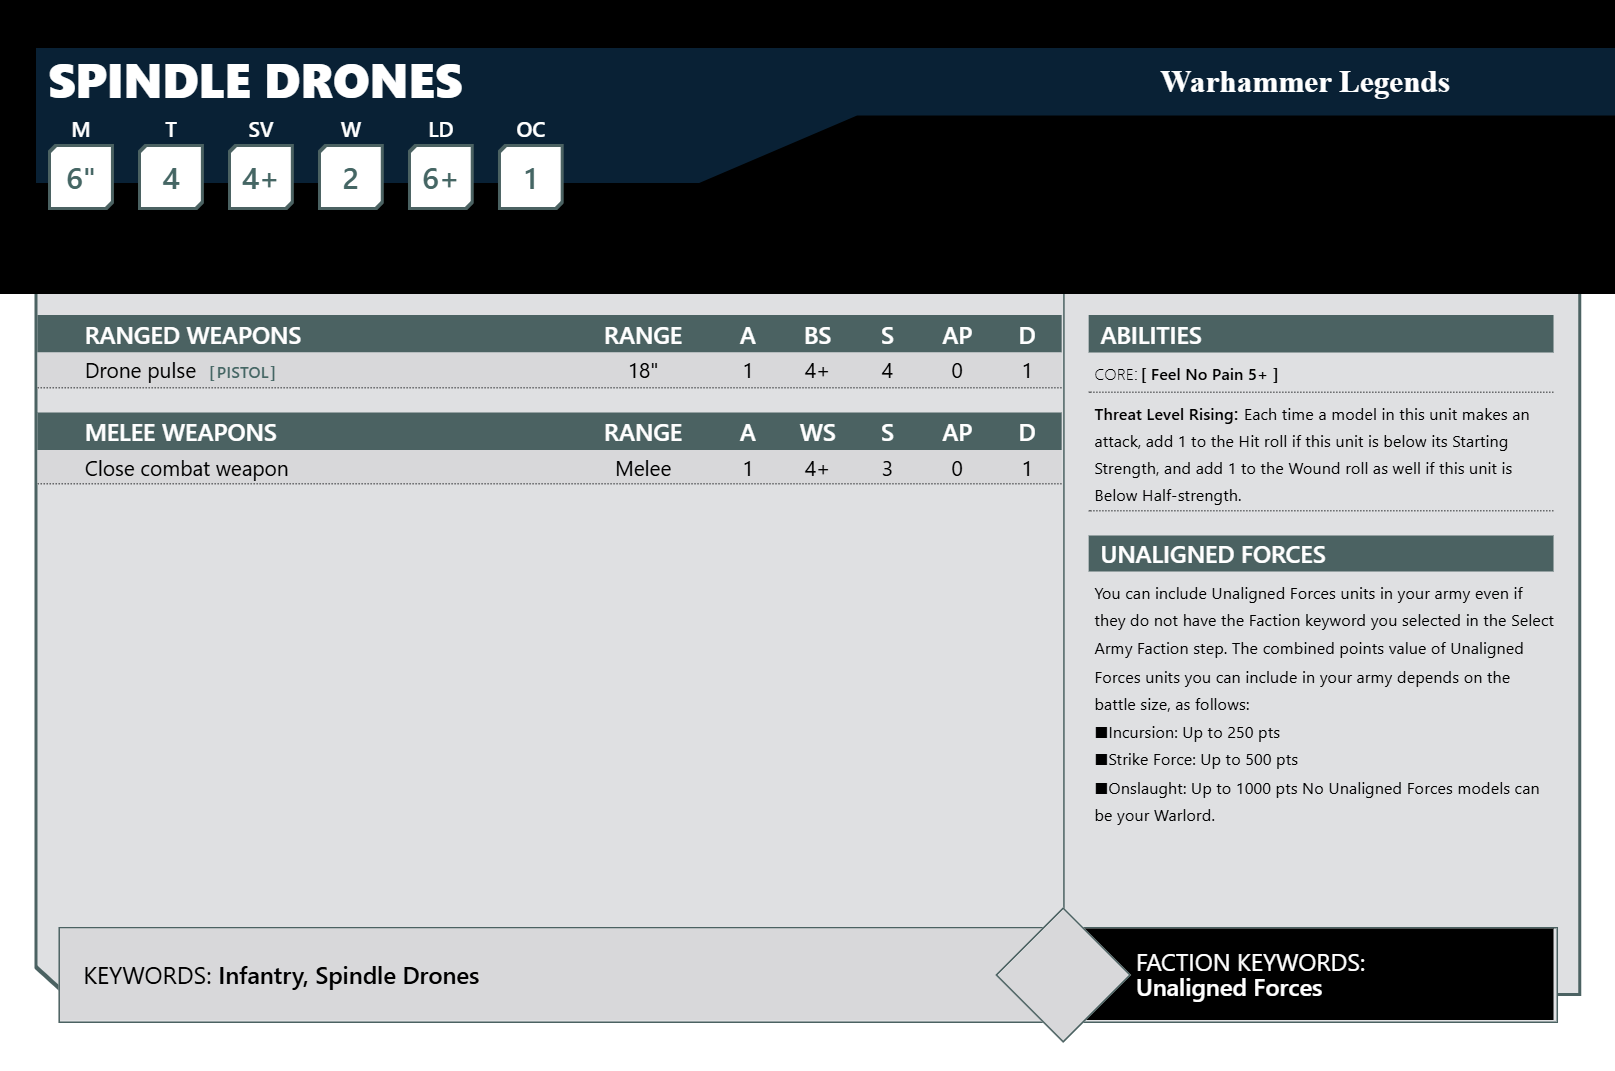 SPINDLE DRONES
Warhammer Legends
M T SV W LD OC
6" 4 4+ 2 6+ 1
RANGED WEAPONS RANGE A BS S AP D
Drone pulse [PISTOL] 18" 1 4+ 4 0 1
MELEE WEAPONS RANGE A WS S AP D
Close combat weapon Melee 1 4+ 3 0 1
ABILITIES
CORE: [ Feel No Pain 5+ ]
Threat Level Rising: Each time a model in this unit makes an
attack, add 1 to the Hit roll if this unit is below its Starting
Strength, and add 1 to the Wound roll as well if this unit is
Below Half-strength.
UNALIGNED FORCES
You can include Unaligned Forces units in your army even if
they do not have the Faction keyword you selected in the Select
Army Faction step. The combined points value of Unaligned
Forces units you can include in your army depends on the
battle size, as follows:
■Incursion: Up to 250 pts
■Strike Force: Up to 500 pts
■Onslaught: Up to 1000 pts No Unaligned Forces models can
be your Warlord.
KEYWORDS: Infantry, Spindle Drones
FACTION KEYWORDS:
Unaligned Forces